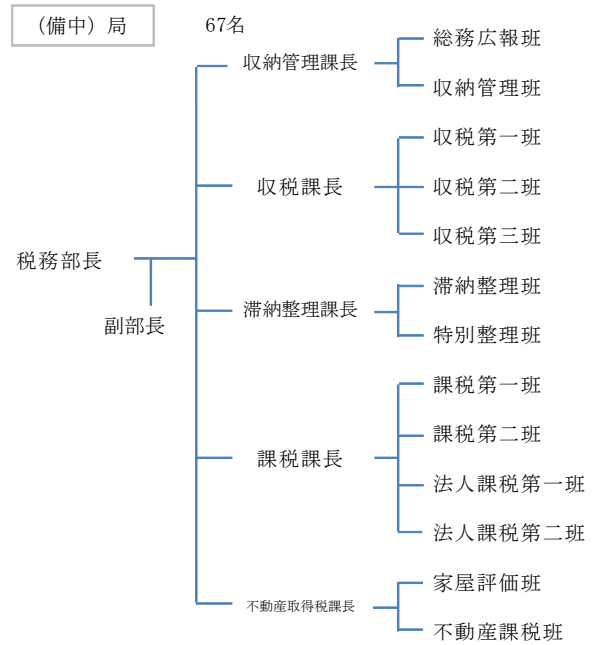 （備中）局
67名
収納管理課長
総務広報班
収納管理班
収税課長
収税第一班
収税第二班
収税第三班
税務部長
副部長
滞納整理課長
滞納整理班
特別整理班
課税課長
課税第一班
課税第二班
法人課税第一班
法人課税第二班
不動産取得税課長
家屋評価班
不動産課税班